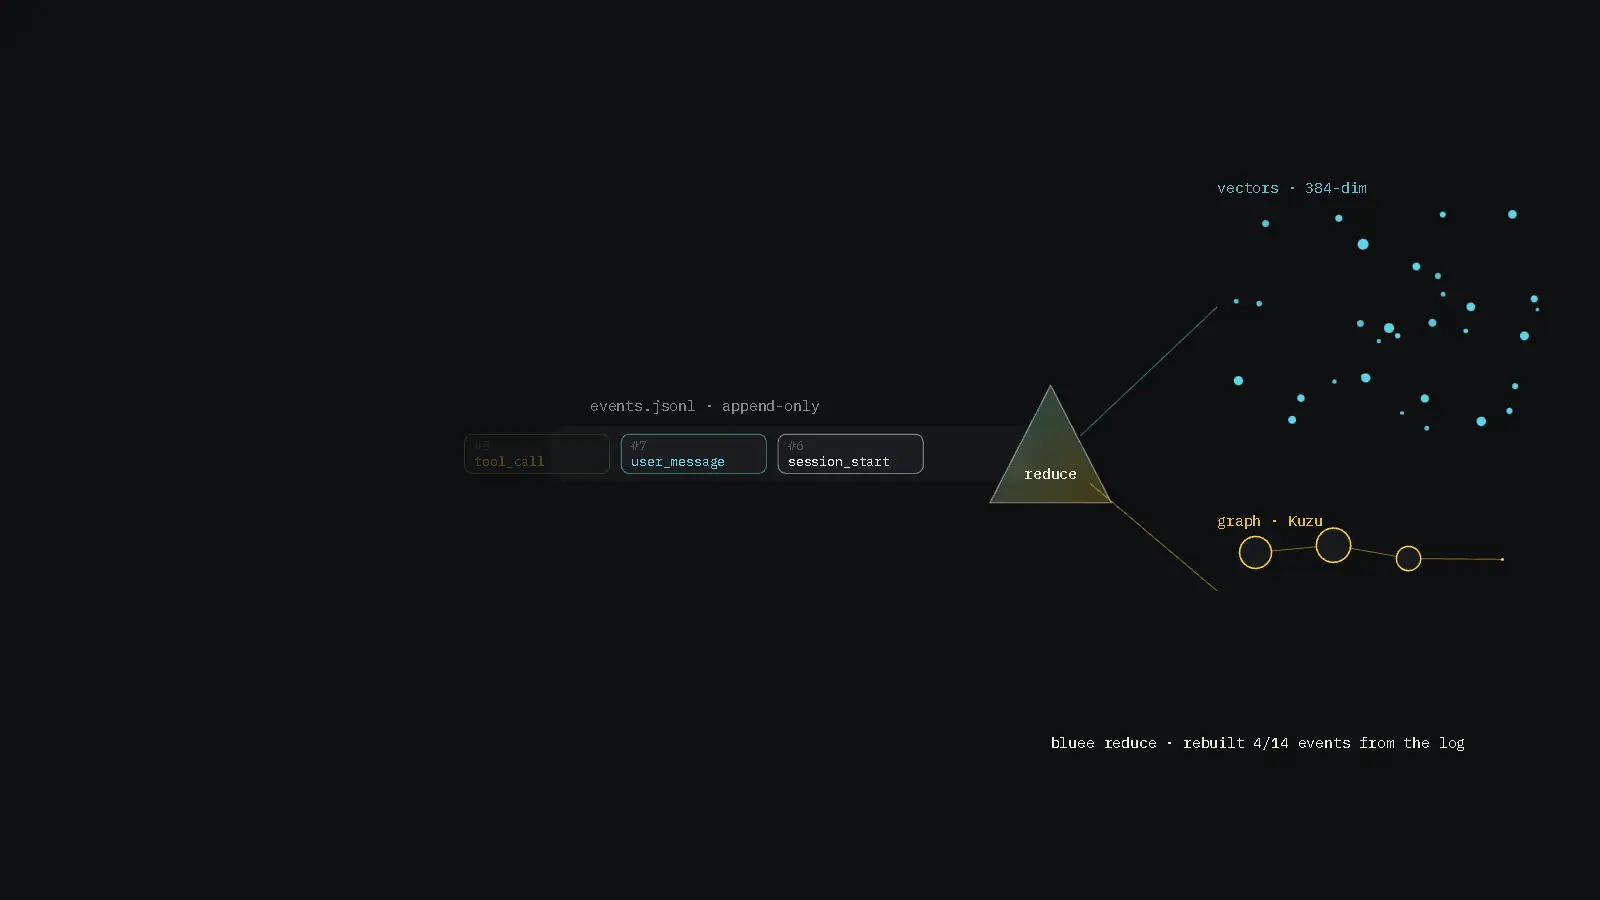 vectors · 384-dim
events.jsonl · append-only
#8
tool_call
#7
user_message
#6
session_start
reduce
graph · Kuzu
bluee reduce · rebuilt 4/14 events from the log